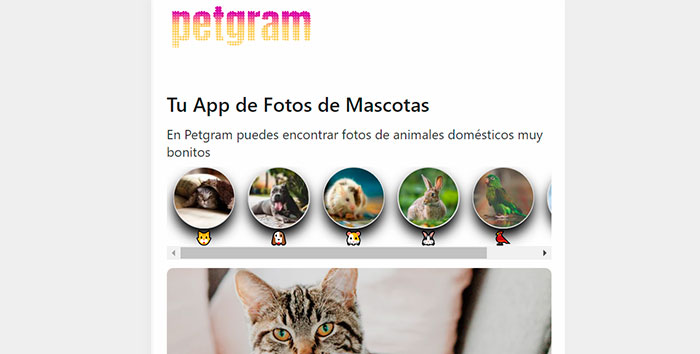 petgram
Tu App de Fotos de Mascotas
En Petgram puedes encontrar fotos de animales domésticos muy
bonitos